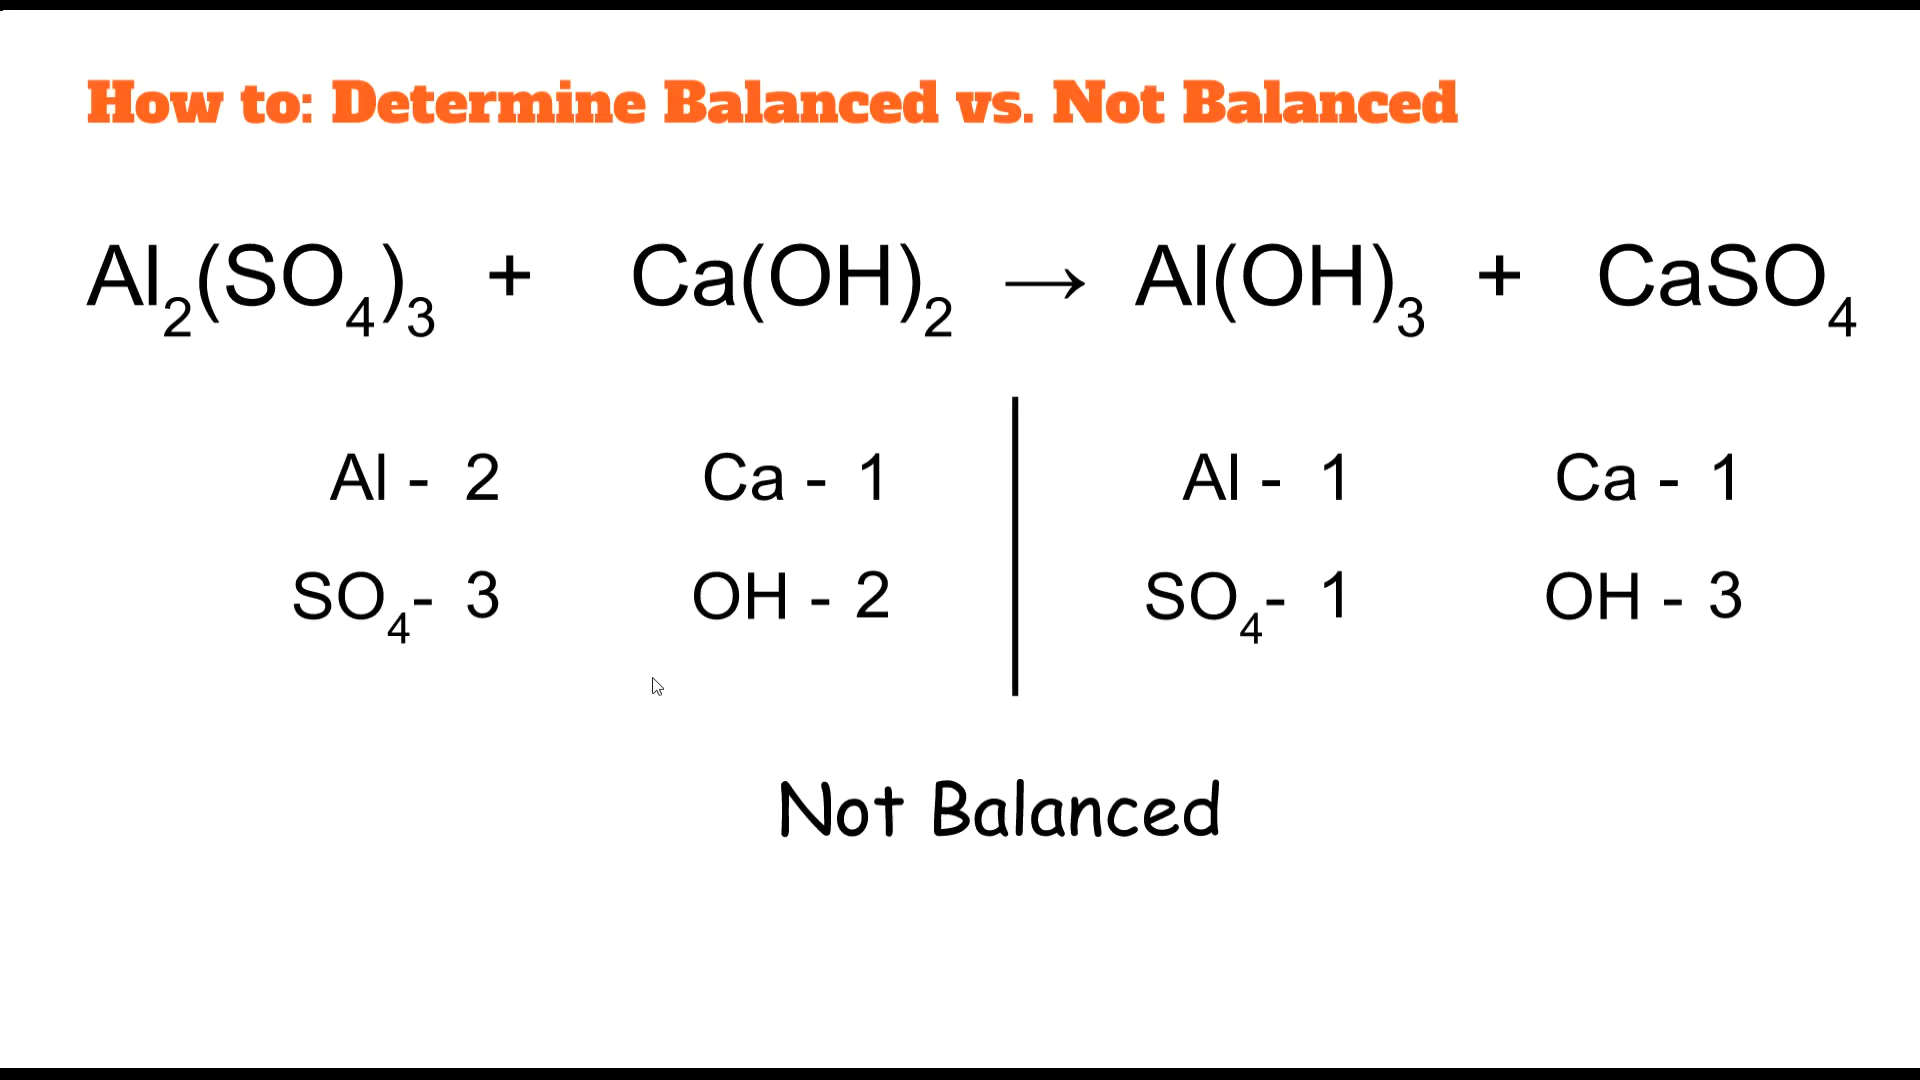 How to: Determine Balanced vs. Not Balanced
Al₂(SO₄)₃ + Ca(OH)₂ → Al(OH)₃ + CaSO₄
Al - 2 Ca - 1 Al - 1 Ca - 1
SO₄- 3 OH - 2 SO₄- 1 OH - 3
Not Balanced